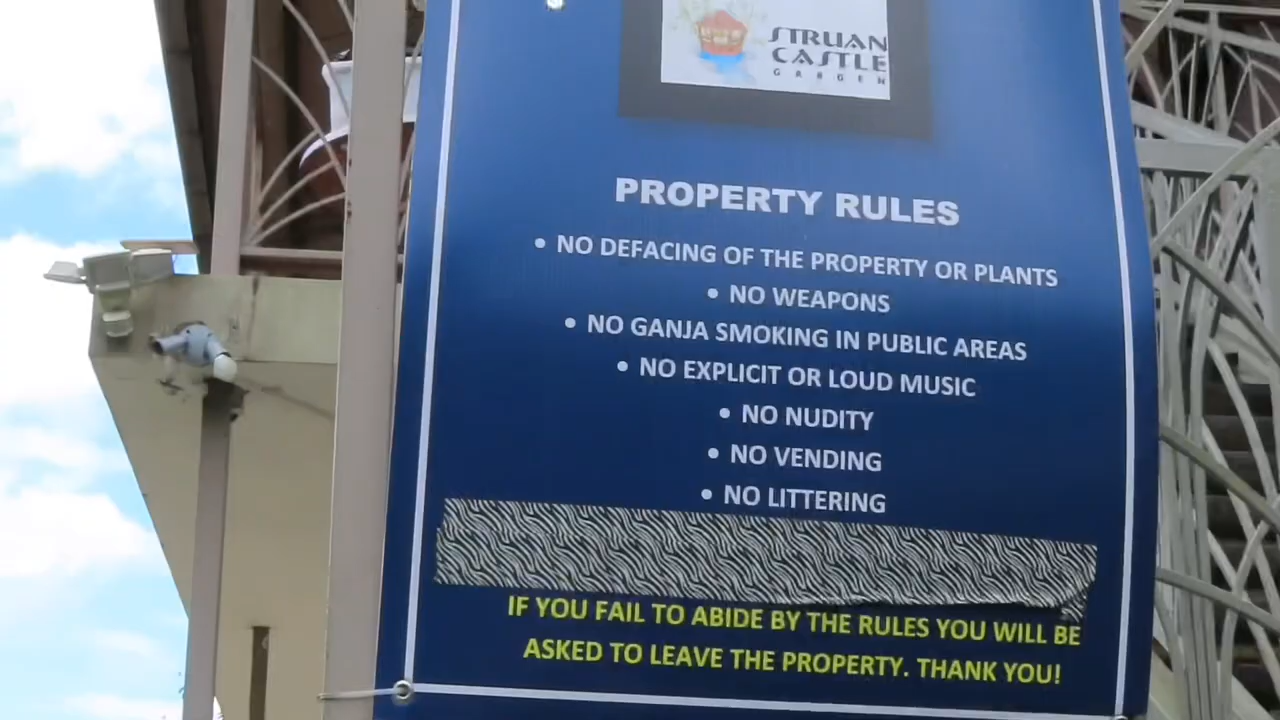 STRUAN
CASTLE
GARDEN
PROPERTY RULES
• NO DEFACING OF THE PROPERTY OR PLANTS
• NO WEAPONS
• NO GANJA SMOKING IN PUBLIC AREAS
• NO EXPLICIT OR LOUD MUSIC
• NO NUDITY
• NO VENDING
• NO LITTERING
IF YOU FAIL TO ABIDE BY THE RULES YOU WILL BE
ASKED TO LEAVE THE PROPERTY. THANK YOU!